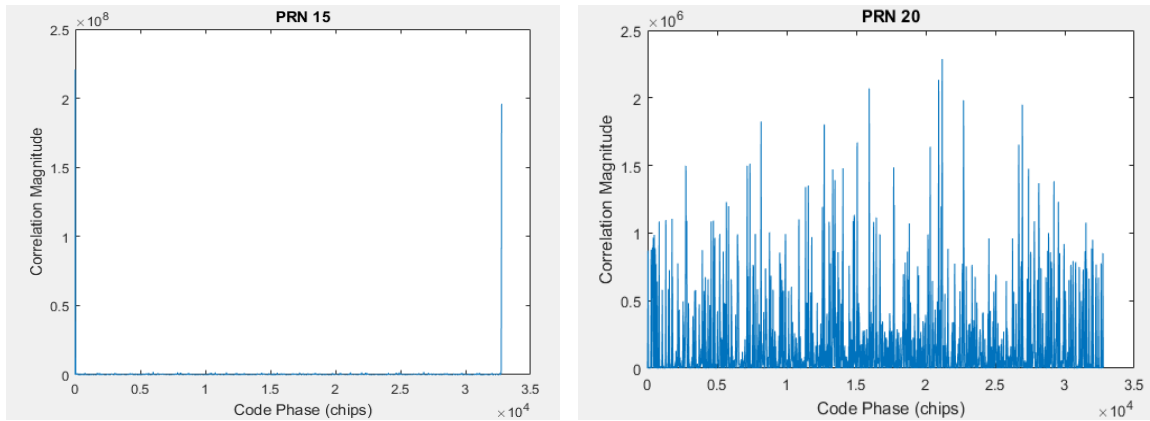 PRN 15
×10^8
2.5
2
1.5
1
0.5
0
Correlation Magnitude
0 0.5 1 1.5 2 2.5 3 3.5
Code Phase (chips)
×10^4
PRN 20
×10^6
2.5
2
1.5
1
0.5
0
Correlation Magnitude
0 0.5 1 1.5 2 2.5 3 3.5
Code Phase (chips)
×10^4